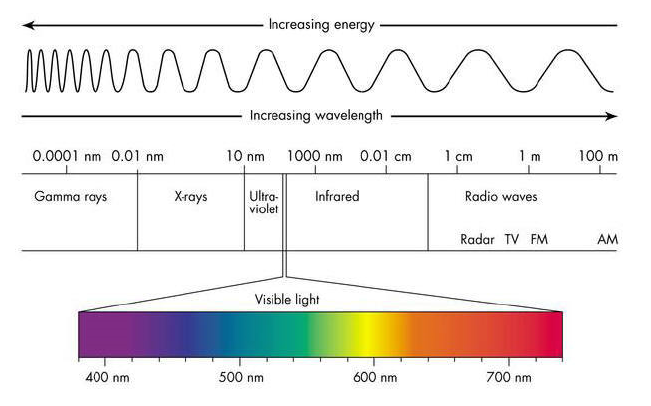 Increasing energy
Increasing wavelength
0.0001 nm 0.01 nm 10 nm 1000 nm 0.01 cm 1 cm 1 m 100 m
Gamma rays X-rays Ultra- Infrared Radio waves
violet
Radar TV FM AM
Visible light
400 nm 500 nm 600 nm 700 nm